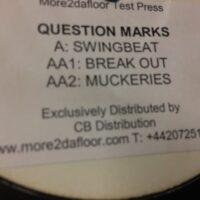 More2dafloor Test Press
QUESTION MARKS
A: SWINGBEAT
AA1: BREAK OUT
AA2: MUCKERIES
Exclusively Distributed by
CB Distribution
www.more2dafloor.com T: +44207251